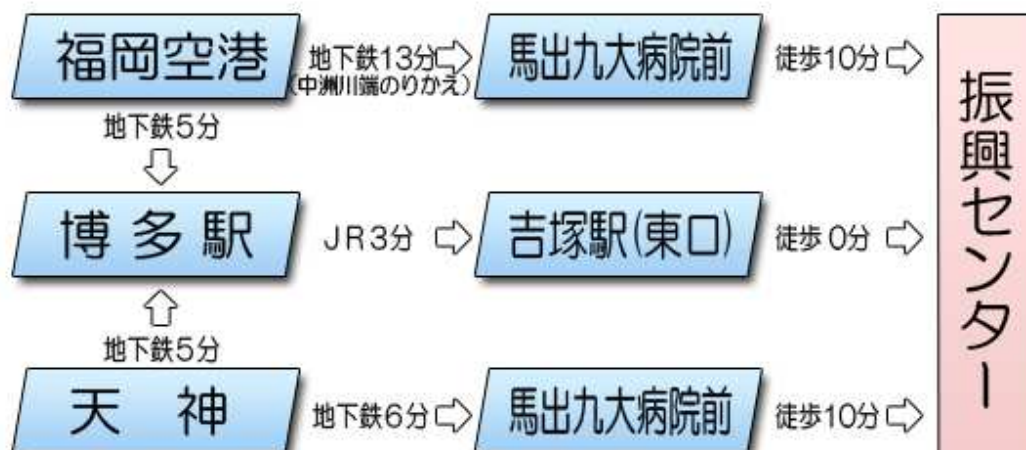 福岡空港
地下鉄13分
(中洲川端のりかえ)
馬出九大病院前
徒歩10分
地下鉄5分
博多駅
JR3分
吉塚駅(東口)
徒歩0分
地下鉄5分
天神
地下鉄6分
馬出九大病院前
徒歩10分
振興センター